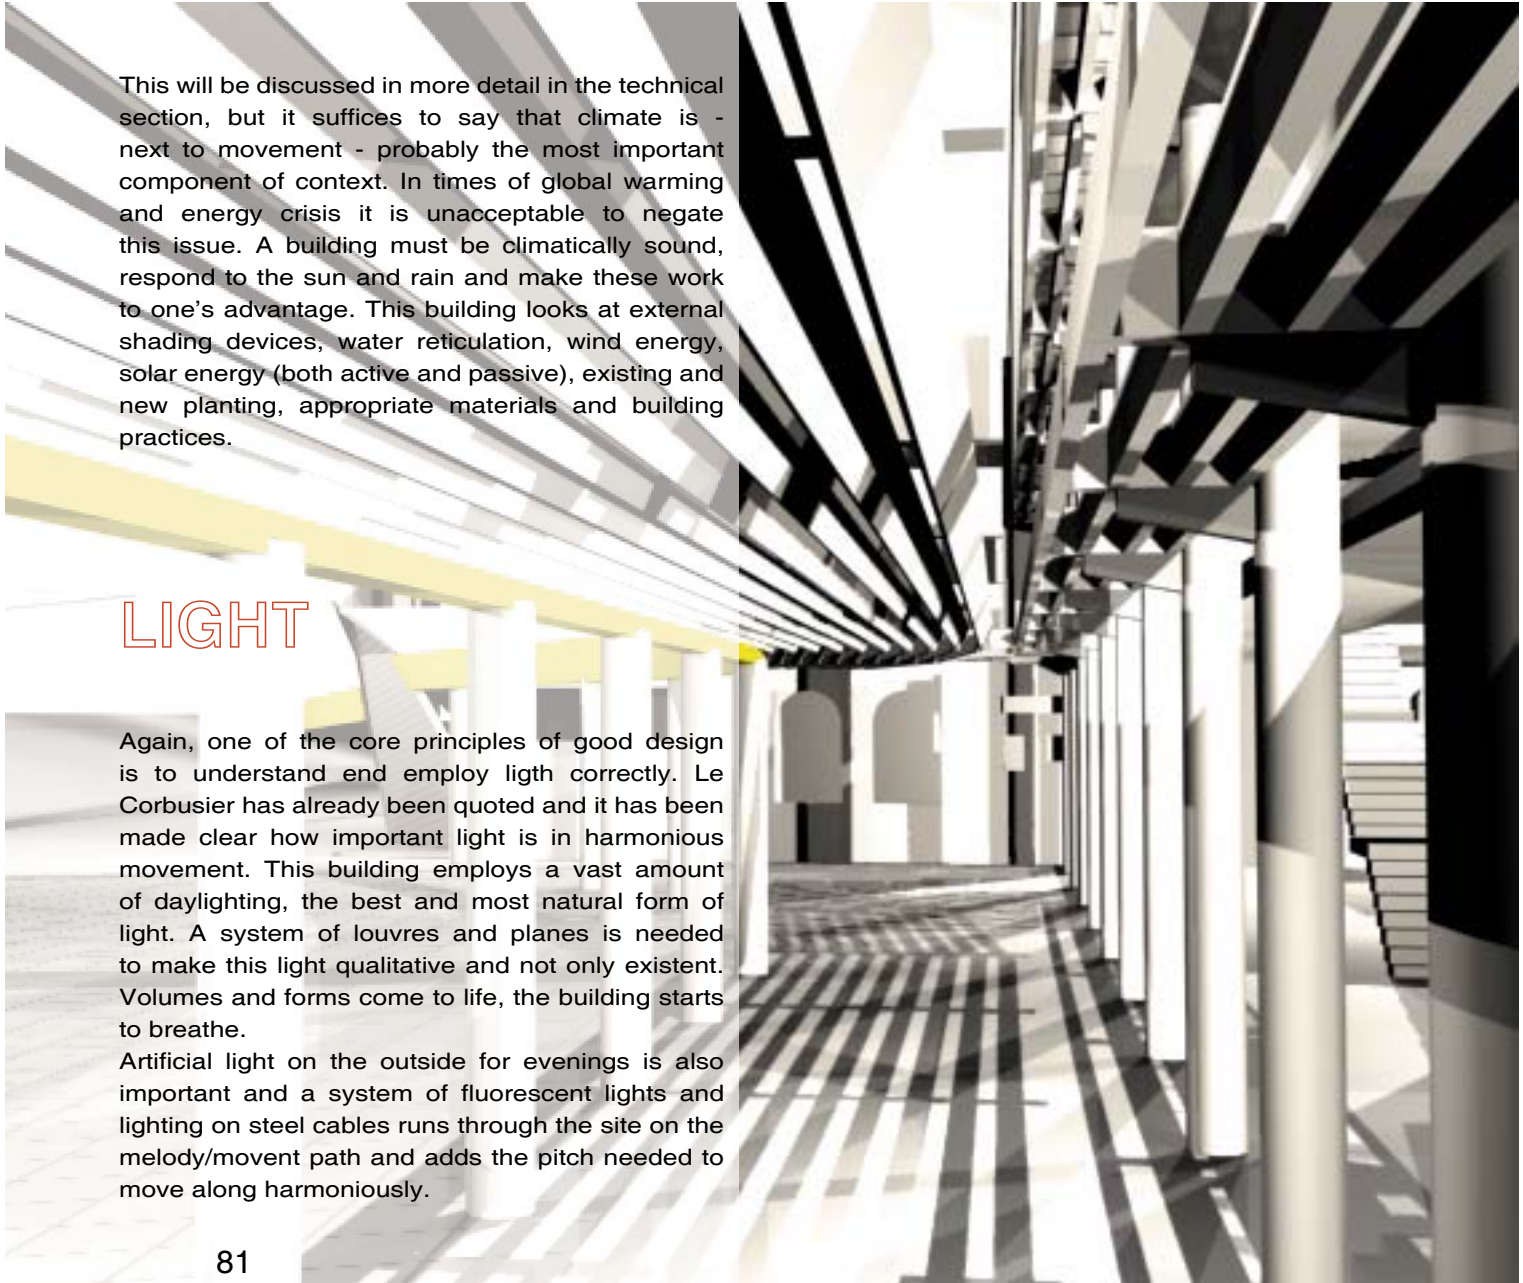 This will be discussed in more detail in the technical
section, but it suffices to say that climate is -
next to movement - probably the most important
component of context. In times of global warming
and energy crisis it is unacceptable to negate
this issue. A building must be climatically sound,
respond to the sun and rain and make these work
to one’s advantage. This building looks at external
shading devices, water reticulation, wind energy,
solar energy (both active and passive), existing and
new planting, appropriate materials and building
practices.
LIGHT
Again, one of the core principles of good design
is to understand end employ ligth correctly. Le
Corbusier has already been quoted and it has been
made clear how important light is in harmonious
movement. This building employs a vast amount
of daylighting, the best and most natural form of
light. A system of louvres and planes is needed
to make this light qualitative and not only existent.
Volumes and forms come to life, the building starts
to breathe.
Artificial light on the outside for evenings is also
important and a system of fluorescent lights and
lighting on steel cables runs through the site on the
melody/movent path and adds the pitch needed to
move along harmoniously.
81